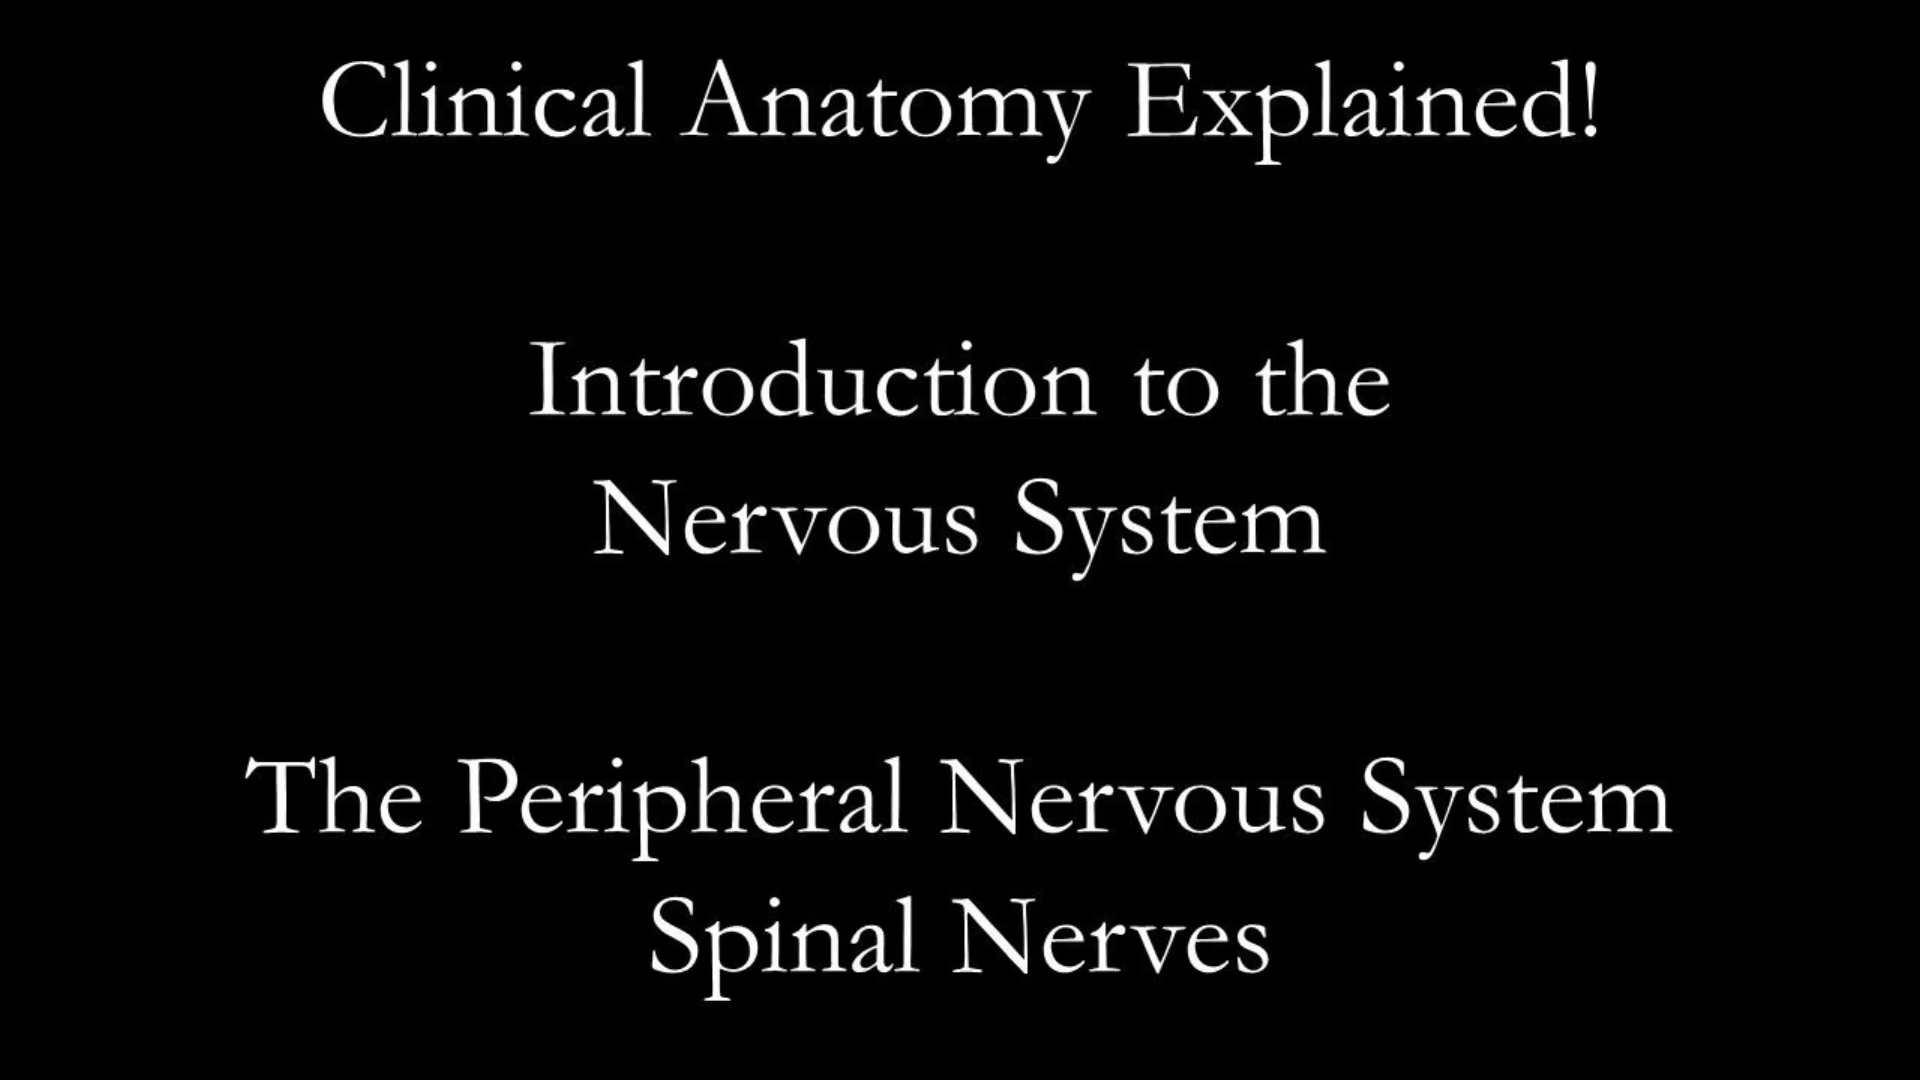 Clinical Anatomy Explained!
Introduction to the
Nervous System
The Peripheral Nervous System
Spinal Nerves